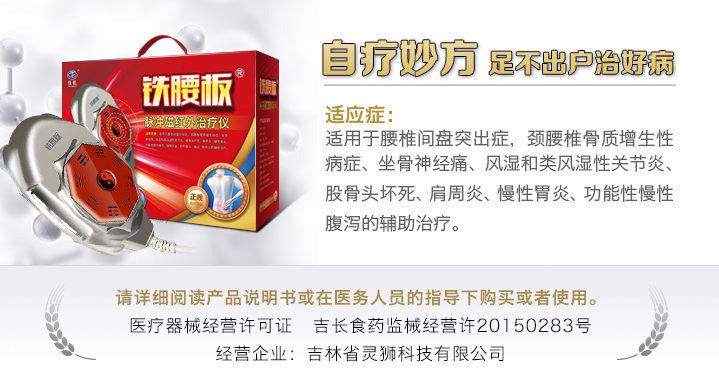 自疗妙方 足不出户治好病
铁腰板®
脉冲磁红外治疗仪
正品
适应症：
适用于腰椎间盘突出症，颈腰椎骨质增生性
病症、坐骨神经痛、风湿和类风湿性关节炎、
股骨头坏死、肩周炎、慢性胃炎、功能性慢性
腹泻的辅助治疗。
请详细阅读产品说明书或在医务人员的指导下购买或者使用。
医疗器械经营许可证 吉长食药监械经营许20150283号
经营企业：吉林省灵狮科技有限公司